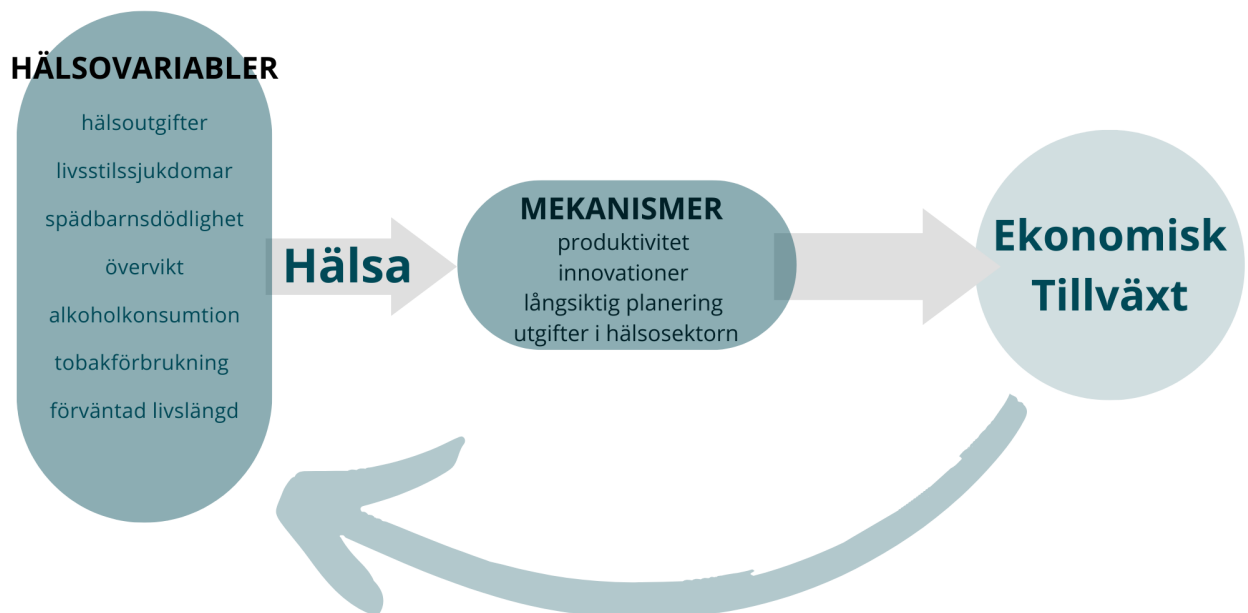 HÄLSOVARIABLER
hälsoutgifter
livsstilssjukdomar
spädbarnsdödlighet
övervikt
alkoholkonsumtion
tobakförbrukning
förväntad livslängd
Hälsa
MEKANISMER
produktivitet
innovationer
långsiktig planering
utgifter i hälsosektorn
Ekonomisk
Tillväxt